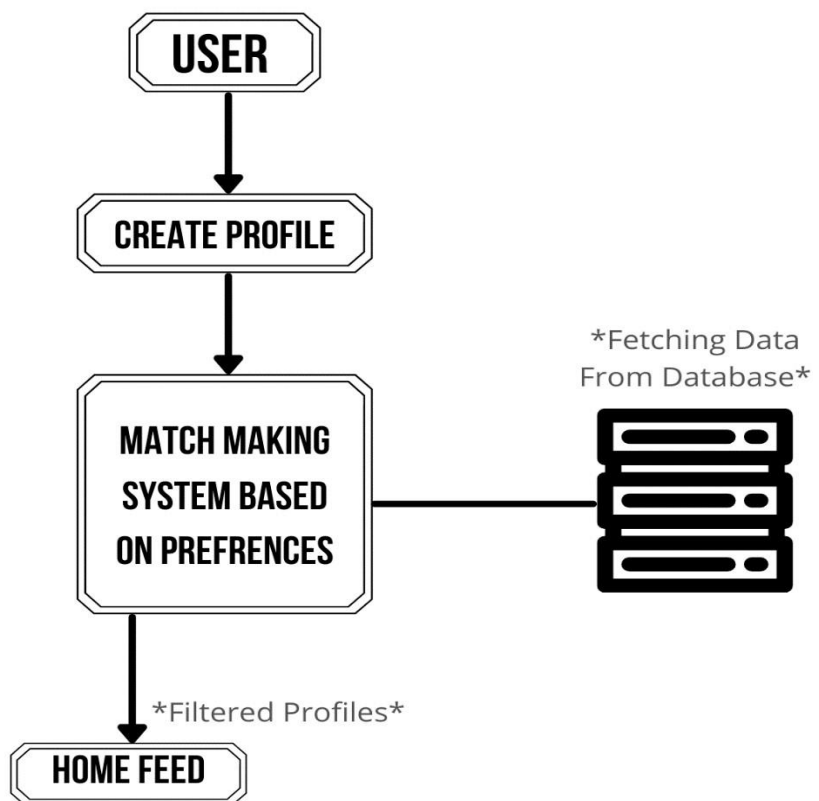 USER
CREATE PROFILE
*Fetching Data
From Database*
MATCH MAKING
SYSTEM BASED
ON PREFRENCES
*Filtered Profiles*
HOME FEED